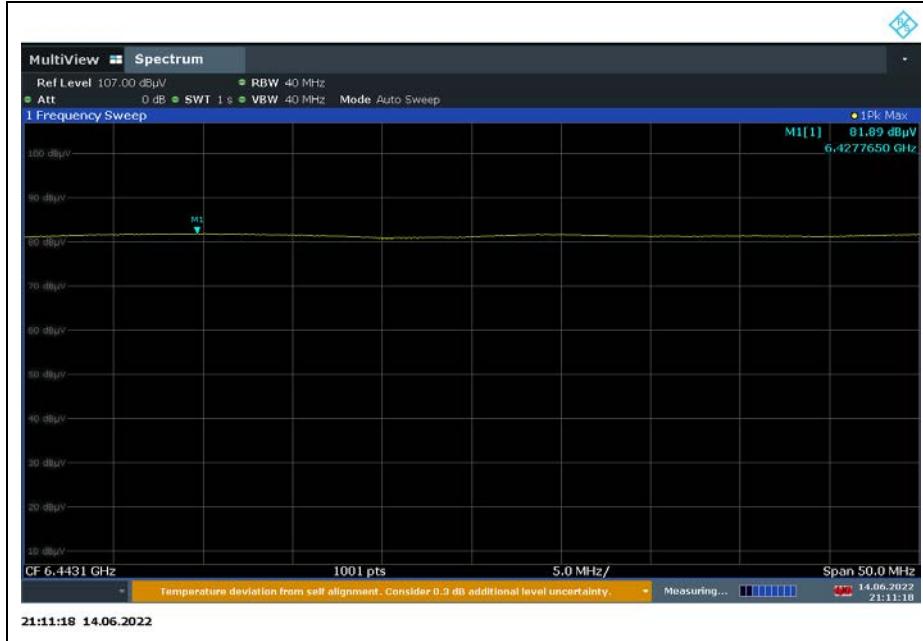 MultiView Spectrum
Ref Level 107.00 dBµV RBW 40 MHz
Att 0 dB SWT 1 s VBW 40 MHz Mode Auto Sweep
1 Frequency Sweep 1Pk Max
M1[1] 81.89 dBµV
6.4277650 GHz
100 dBµV
90 dBµV
M1
80 dBµV
70 dBµV
60 dBµV
50 dBµV
40 dBµV
30 dBµV
20 dBµV
10 dBµV
CF 6.4431 GHz 1001 pts 5.0 MHz/ Span 50.0 MHz
Temperature deviation from self alignment. Consider 0.3 dB additional level uncertainty. Measuring... 14.06.2022
21:11:18
21:11:18 14.06.2022